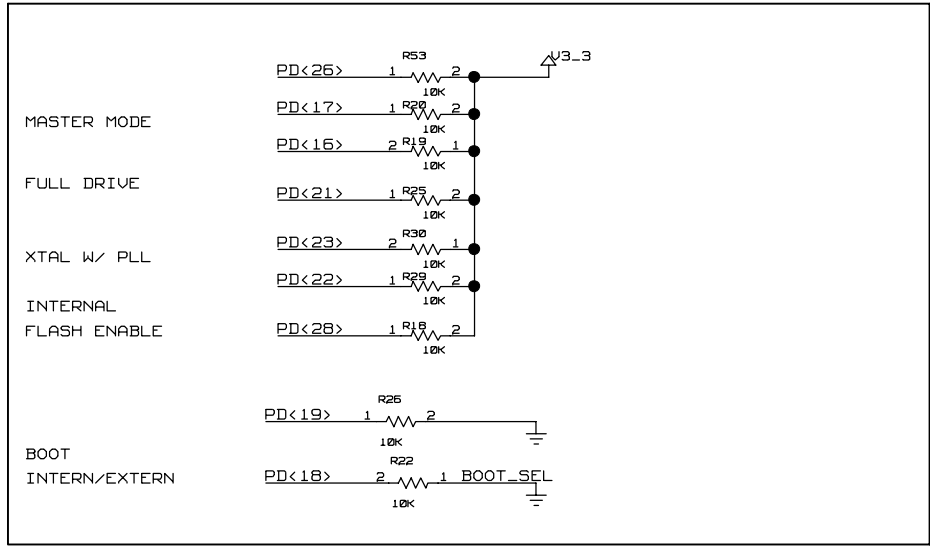 R53
V3_3
PD<26> 1 2
10K
PD<17> 1 R20 2
10K
MASTER MODE
PD<16> 2 R19 1
10K
FULL DRIVE
PD<21> 1 R25 2
10K
PD<23> 2 R30 1
10K
XTAL W/ PLL
PD<22> 1 R29 2
10K
INTERNAL
FLASH ENABLE
PD<28> 1 R18 2
10K
R26
PD<19> 1 2
10K
BOOT
INTERN/EXTERN
R22
PD<18> 2 1 BOOT_SEL
10K